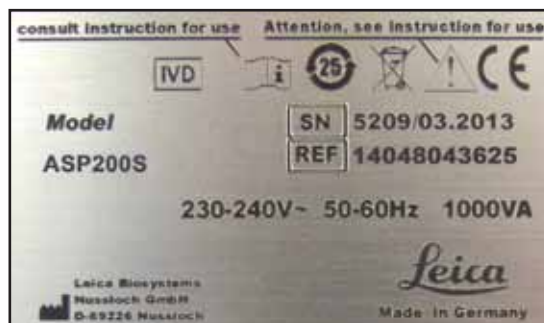 consult instruction for use Attention, see Instruction for use
IVD i 25 CE
Model SN 5209/03.2013
ASP200S REF 14048043625
230-240V~ 50-60Hz 1000VA
Leica Biosystems
Nussloch GmbH
D-69226 Nussloch
Leica
Made in Germany